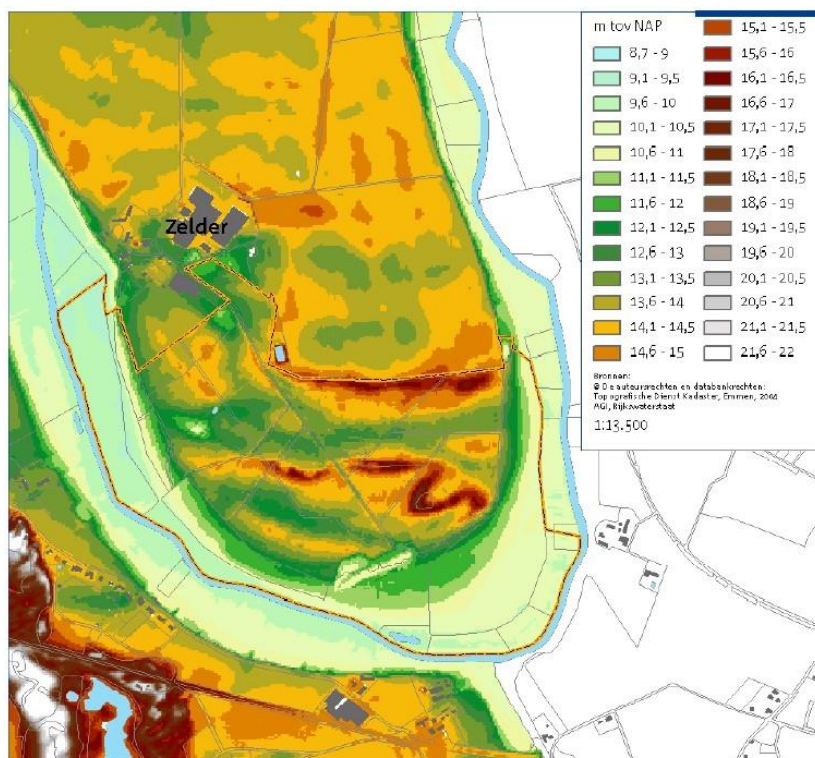 Zelder
m tov NAP
8,7 - 9
9,1 - 9,5
9,6 - 10
10,1 - 10,5
10,6 - 11
11,1 - 11,5
11,6 - 12
12,1 - 12,5
12,6 - 13
13,1 - 13,5
13,6 - 14
14,1 - 14,5
14,6 - 15
15,1 - 15,5
15,6 - 16
16,1 - 16,5
16,6 - 17
17,1 - 17,5
17,6 - 18
18,1 - 18,5
18,6 - 19
19,1 - 19,5
19,6 - 20
20,1 - 20,5
20,6 - 21
21,1 - 21,5
21,6 - 22
Bronnen:
© De auteursrechten en databankrechten:
Topografische Dienst Kadaster, Emmen, 2004
AGI, Rijkswaterstaat
1:13.500